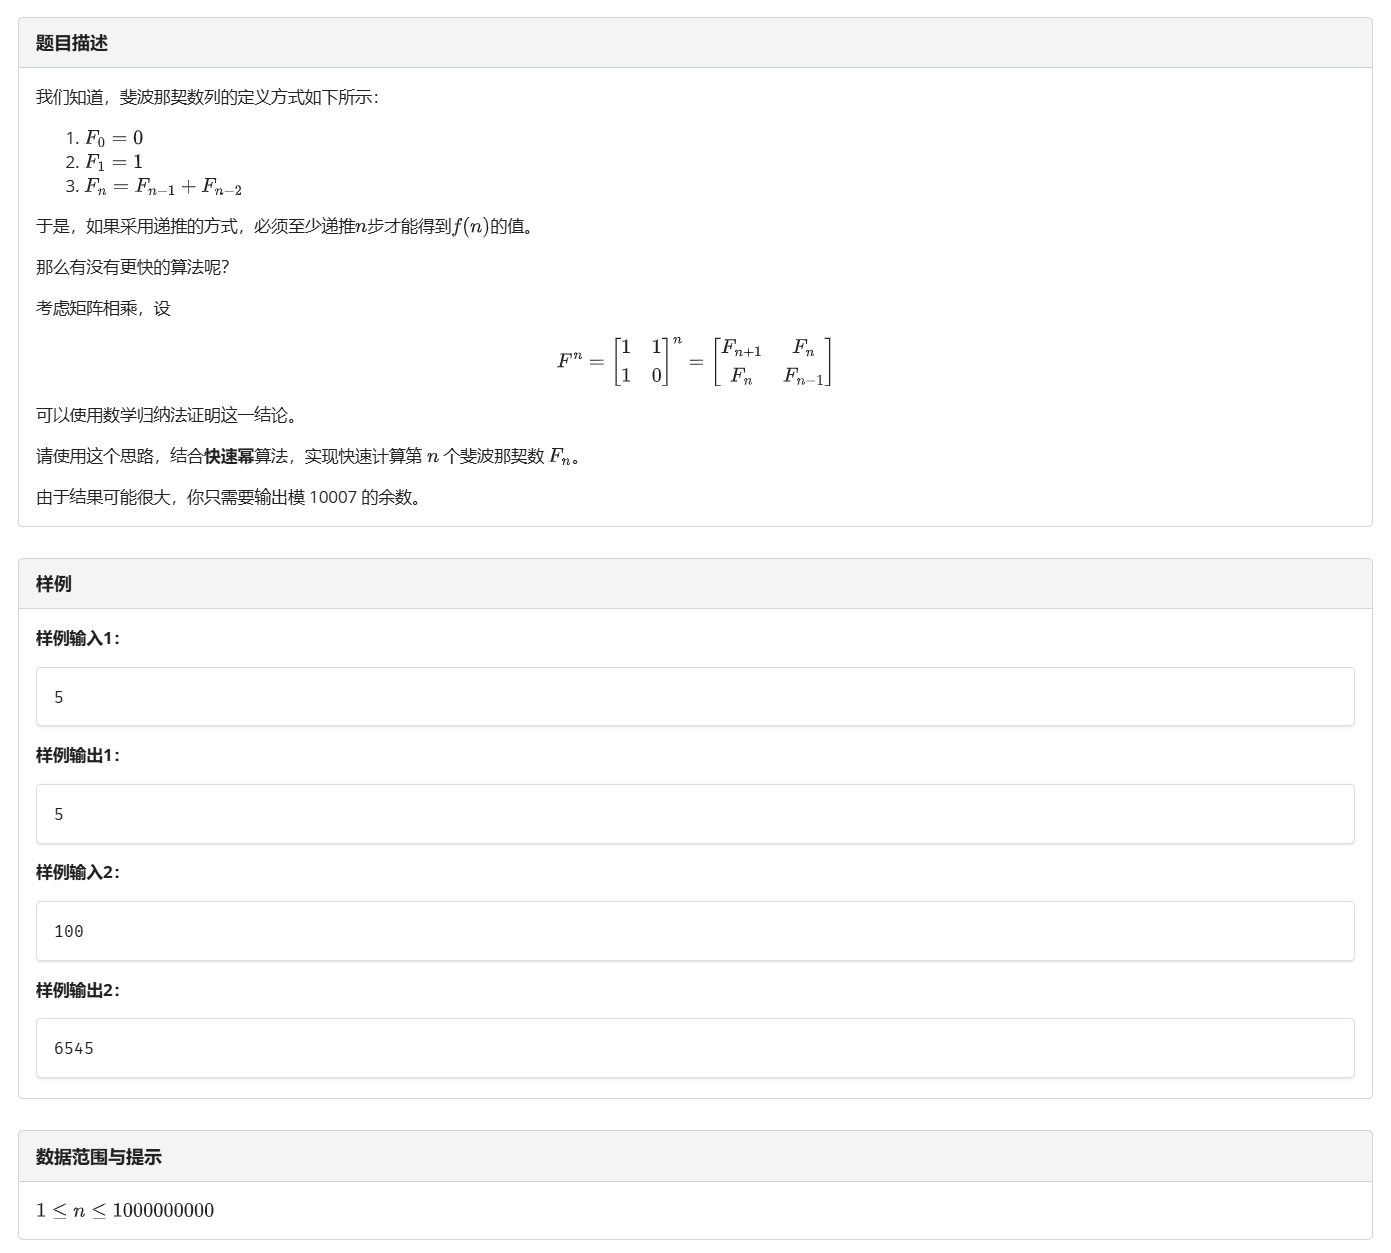 题目描述
我们知道，斐波那契数列的定义方式如下所示：
1. F₀ = 0
2. F₁ = 1
3. Fₙ = Fₙ₋₁ + Fₙ₋₂
于是，如果采用递推的方式，必须至少递推n步才能得到f(n)的值。
那么有没有更快的算法呢？
考虑矩阵相乘，设
$F^n = \begin{bmatrix} 1 & 1 \\ 1 & 0 \end{bmatrix}^n = \begin{bmatrix} F_{n+1} & F_n \\ F_n & F_{n-1} \end{bmatrix}$
可以使用数学归纳法证明这一结论。
请使用这个思路，结合快速幂算法，实现快速计算第 n 个斐波那契数 Fₙ。
由于结果可能很大，你只需要输出模 10007 的余数。
样例
样例输入1：
5
样例输出1：
5
样例输入2：
100
样例输出2：
6545
数据范围与提示
1 ≤ n ≤ 1000000000